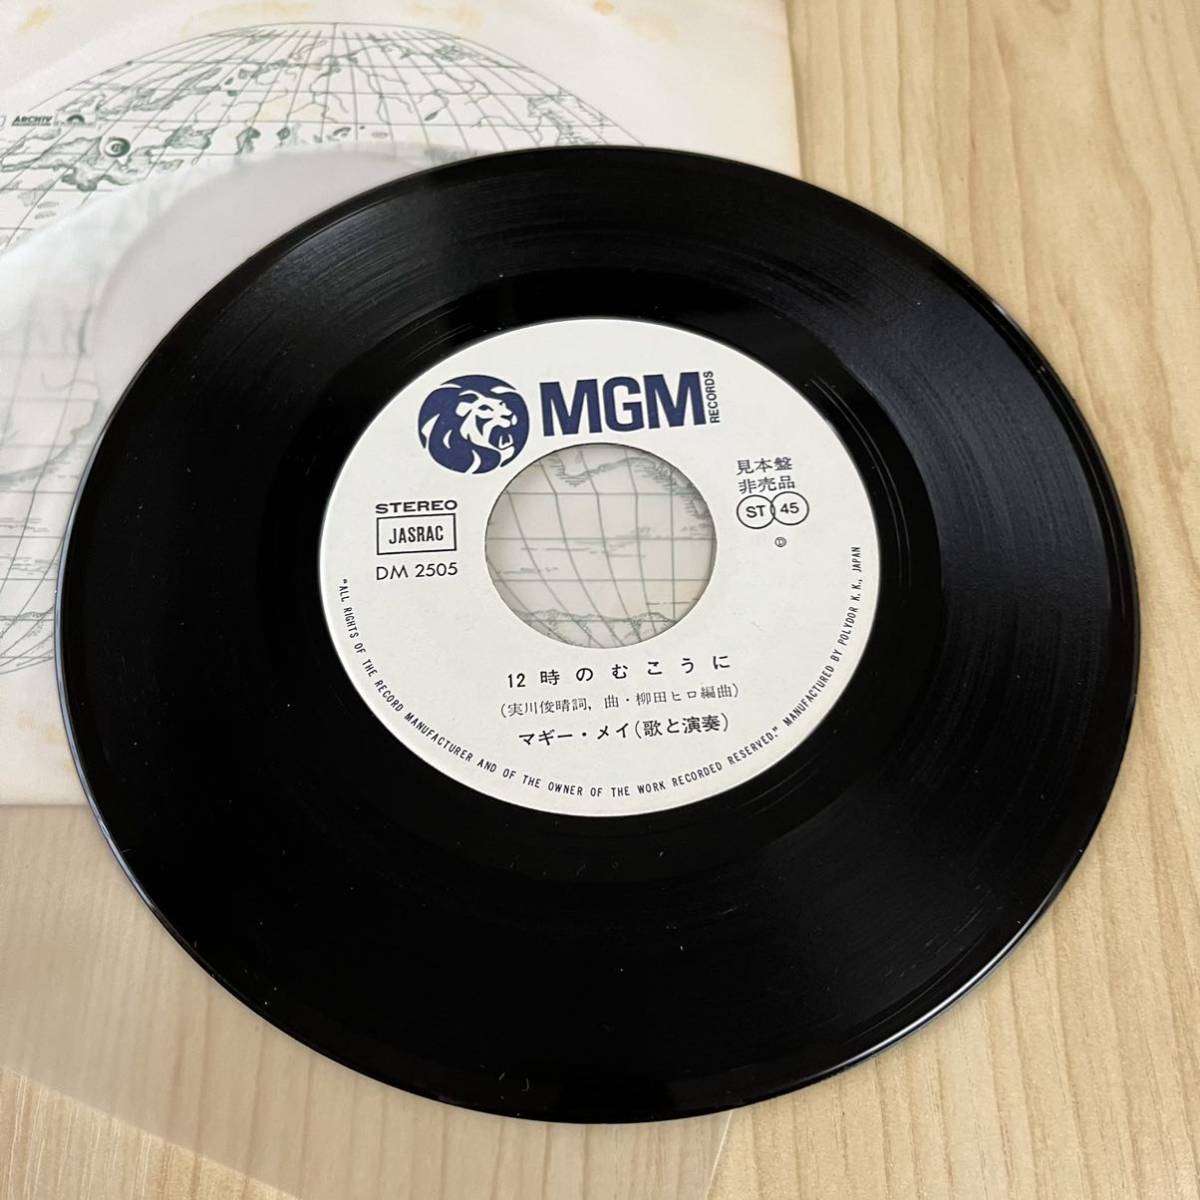 ARCHIV
MGM
RECORDS
見本盤
非売品
ST 45
STEREO
JASRAC
DM 2505
12時のむこうに
(実川俊晴詞,曲・柳田ヒロ編曲)
マギー・メイ(歌と演奏)
"ALL RIGHTS OF THE RECORD MANUFACTURER AND OF THE OWNER OF THE WORK RECORDED RESERVED." MANUFACTURED BY POLYDOR K. K., JAPAN